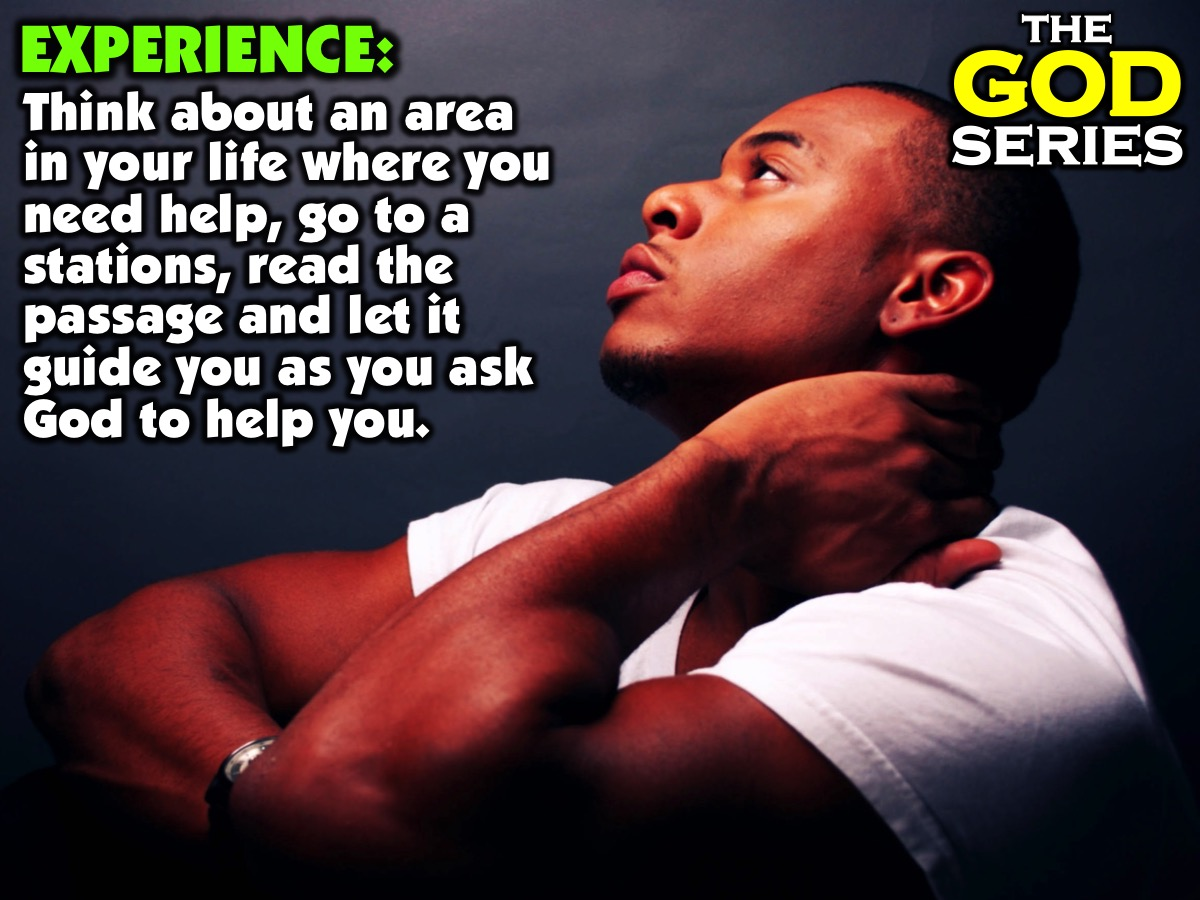 EXPERIENCE:
Think about an area
in your life where you
need help, go to a
stations, read the
passage and let it
guide you as you ask
God to help you.
THE
GOD
SERIES